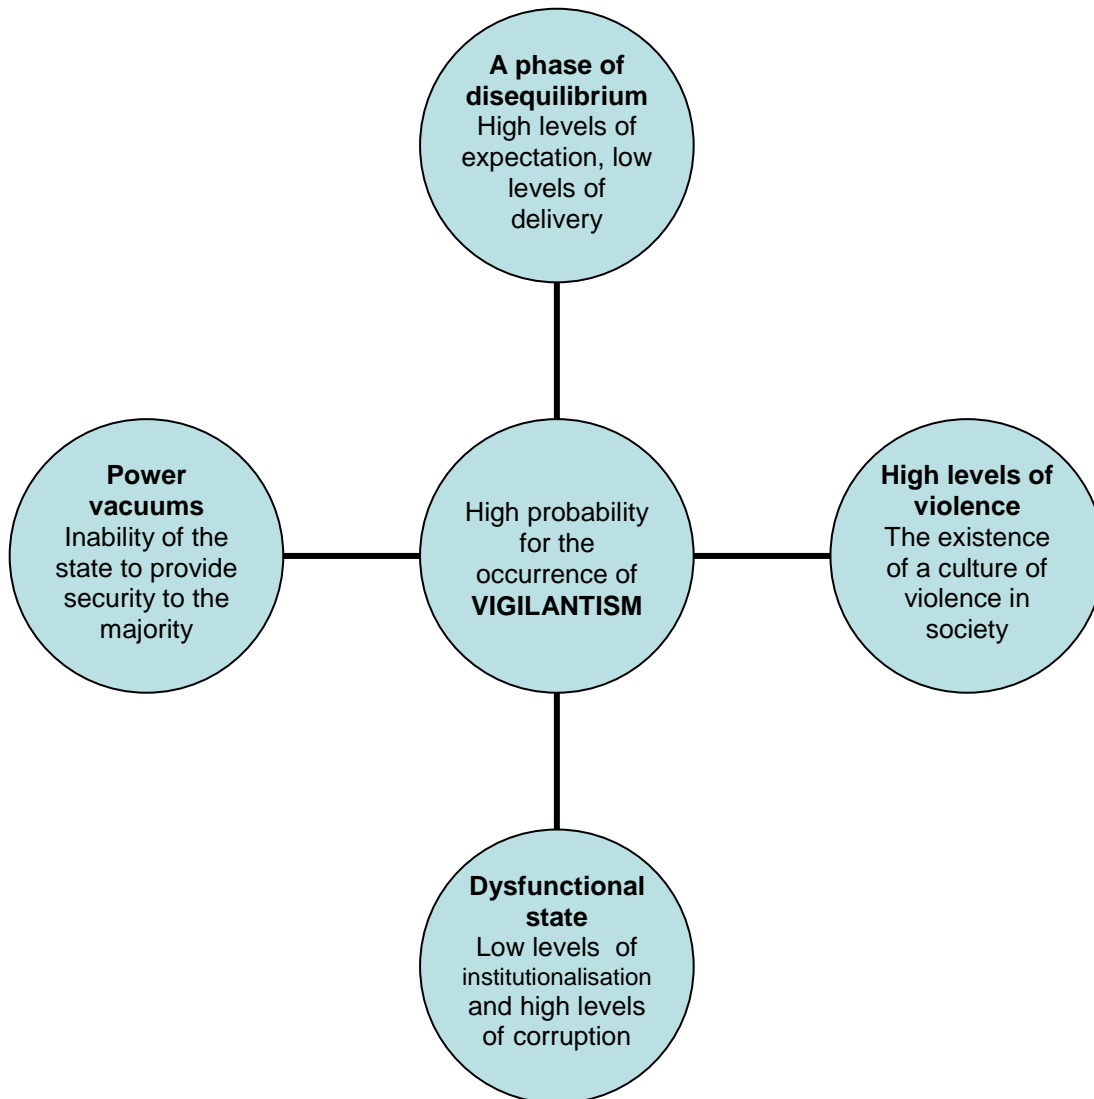 A phase of
disequilibrium
High levels of
expectation, low
levels of
delivery
Power
vacuums
Inability of the
state to provide
security to the
majority
High probability
for the
occurrence of
VIGILANTISM
High levels of
violence
The existence
of a culture of
violence in
society
Dysfunctional
state
Low levels of
institutionalisation
and high levels
of corruption